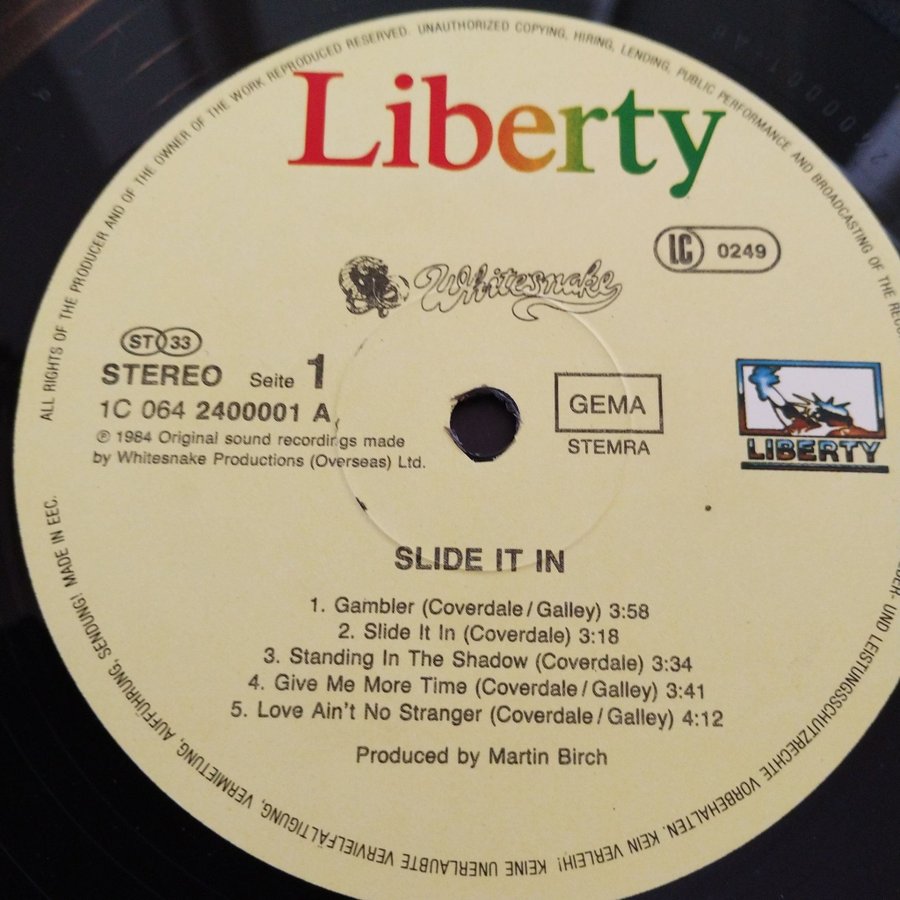 ALL RIGHTS OF THE PRODUCER AND OF THE OWNER OF THE WORK REPRODUCED RESERVED. UNAUTHORIZED COPYING, HIRING, LENDING, PUBLIC PERFORMANCE AND BROADCASTING OF THE
Liberty
LC 0249
Whitesnake
ST 33
STEREO Seite 1
1C 064 2400001 A
℗ 1984 Original sound recordings made
by Whitesnake Productions (Overseas) Ltd.
GEMA
STEMRA
LIBERTY
SLIDE IT IN
1. Gambler (Coverdale/Galley) 3:58
2. Slide It In (Coverdale) 3:18
3. Standing In The Shadow (Coverdale) 3:34
4. Give Me More Time (Coverdale/Galley) 3:41
5. Love Ain't No Stranger (Coverdale/Galley) 4:12
Produced by Martin Birch
UND LEISTUNGSSCHUTZRECHTE VORBEHALTEN. KEIN VERLEIH! KEINE UNERLAUBTE VERVIELFÄLTIGUNG, VERMIETUNG, AUFFÜHRUNG, SENDUNG! MADE IN EEC.